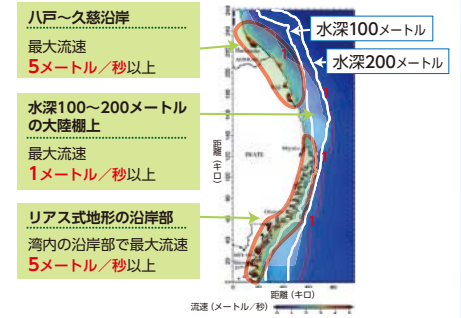 八戸～久慈沿岸
最大流速
5メートル／秒以上
水深100～200メートル
の大陸棚上
最大流速
1メートル／秒以上
リアス式地形の沿岸部
湾内の沿岸部で最大流速
5メートル／秒以上
水深100メートル
水深200メートル
1
1
1
IWATE
距離（キロ）
距離（キロ）
流速（メートル／秒）